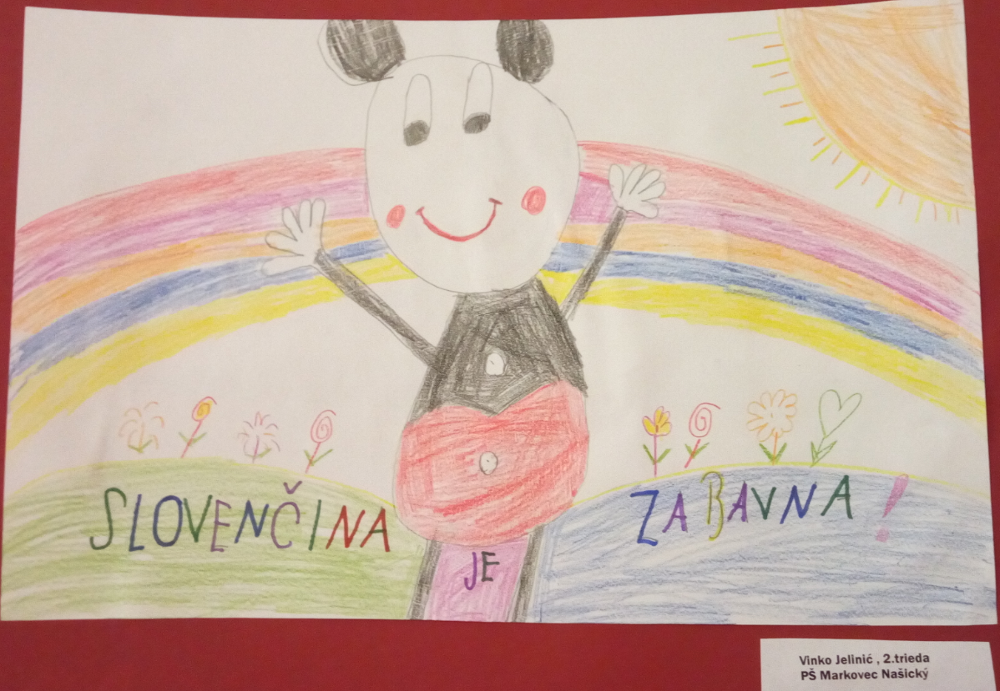 SLOVENČINA JE ZABAVNA!
Vinko Jelinić , 2.trieda
PŠ Markovec Našický